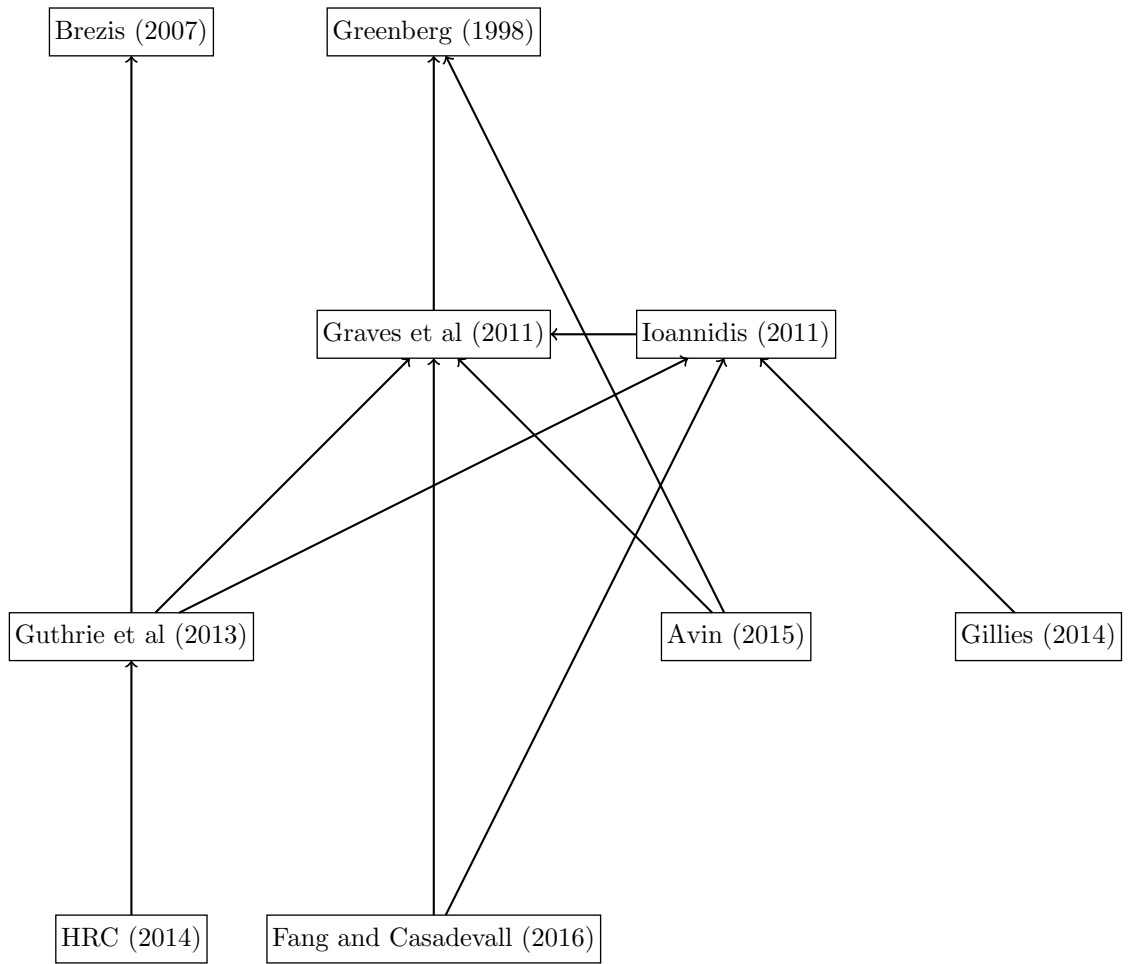 Brezis (2007)
Greenberg (1998)
Graves et al (2011)
Ioannidis (2011)
Guthrie et al (2013)
Avin (2015)
Gillies (2014)
HRC (2014)
Fang and Casadevall (2016)